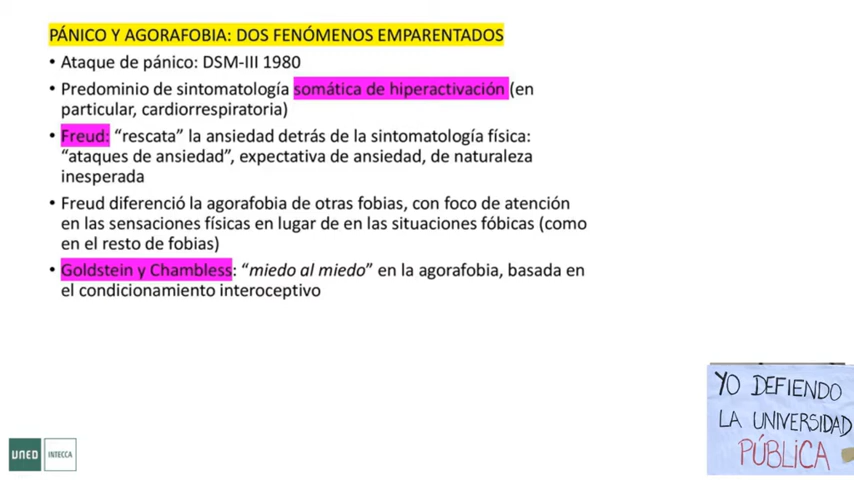 PÁNICO Y AGORAFOBIA: DOS FENÓMENOS EMPARENTADOS
• Ataque de pánico: DSM-III 1980
• Predominio de sintomatología somática de hiperactivación (en
particular, cardiorrespiratoria)
• Freud: “rescata” la ansiedad detrás de la sintomatología física:
“ataques de ansiedad”, expectativa de ansiedad, de naturaleza
inesperada
• Freud diferenció la agorafobia de otras fobias, con foco de atención
en las sensaciones físicas en lugar de en las situaciones fóbicas (como
en el resto de fobias)
• Goldstein y Chambless: “miedo al miedo” en la agorafobia, basada en
el condicionamiento interoceptivo
YO DEFIENDO
LA UNIVERSIDAD
PÚBLICA
UNED INTECCA